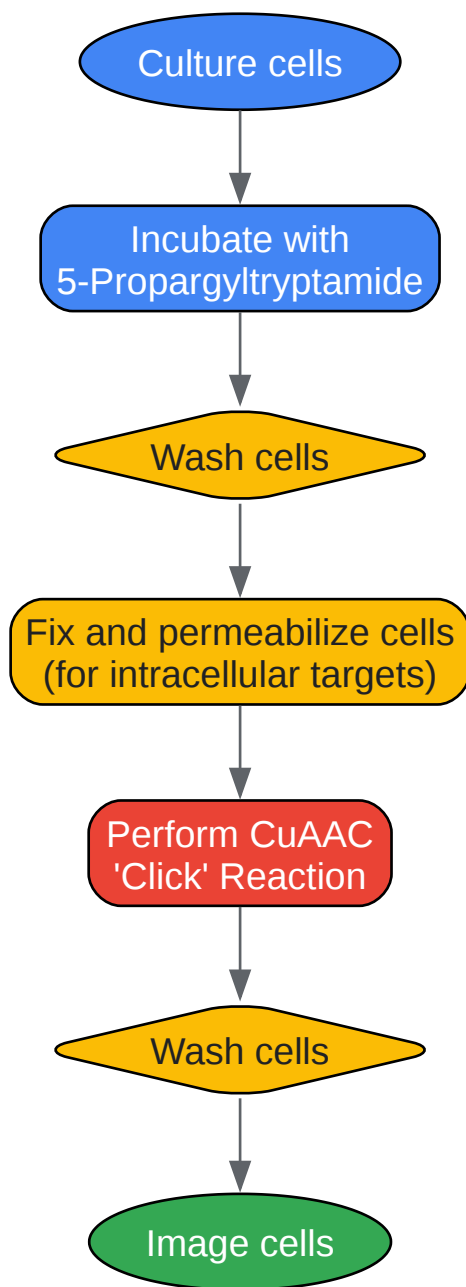 Culture cells
Incubate with
5-Propargyltryptamide
Wash cells
Fix and permeabilize cells
(for intracellular targets)
Perform CuAAC
'Click' Reaction
Wash cells
Image cells